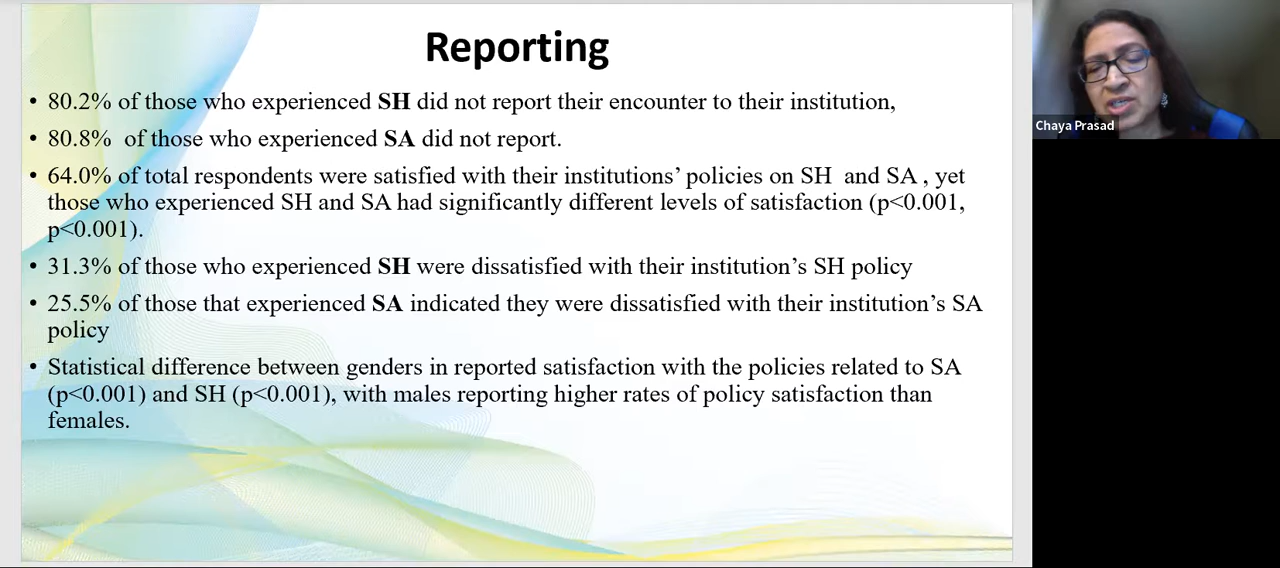 Reporting
• 80.2% of those who experienced SH did not report their encounter to their institution,
• 80.8%  of those who experienced SA did not report.
• 64.0% of total respondents were satisfied with their institutions’ policies on SH  and SA , yet
those who experienced SH and SA had significantly different levels of satisfaction (p<0.001,
p<0.001).
• 31.3% of those who experienced SH were dissatisfied with their institution’s SH policy
• 25.5% of those that experienced SA indicated they were dissatisfied with their institution’s SA
policy
• Statistical difference between genders in reported satisfaction with the policies related to SA
(p<0.001) and SH (p<0.001), with males reporting higher rates of policy satisfaction than
females.
Chaya Prasad